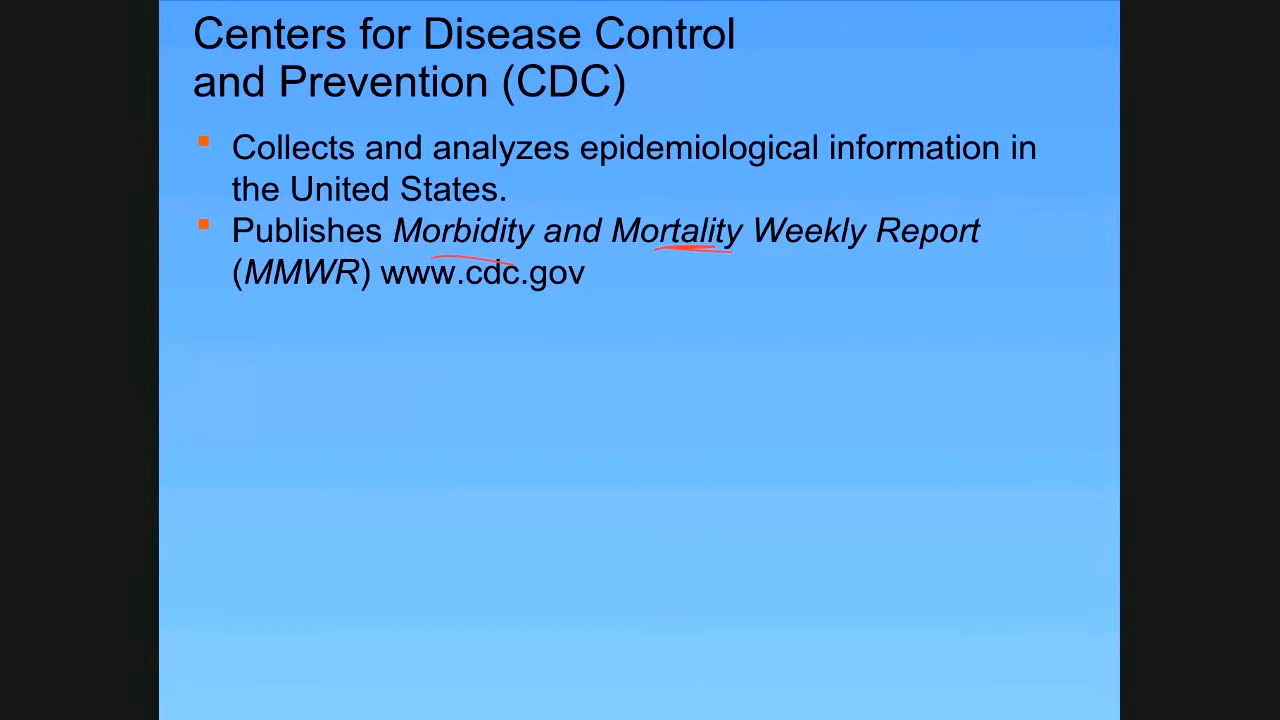 Centers for Disease Control
and Prevention (CDC)
Collects and analyzes epidemiological information in
the United States.
Publishes Morbidity and Mortality Weekly Report
(MMWR) www.cdc.gov